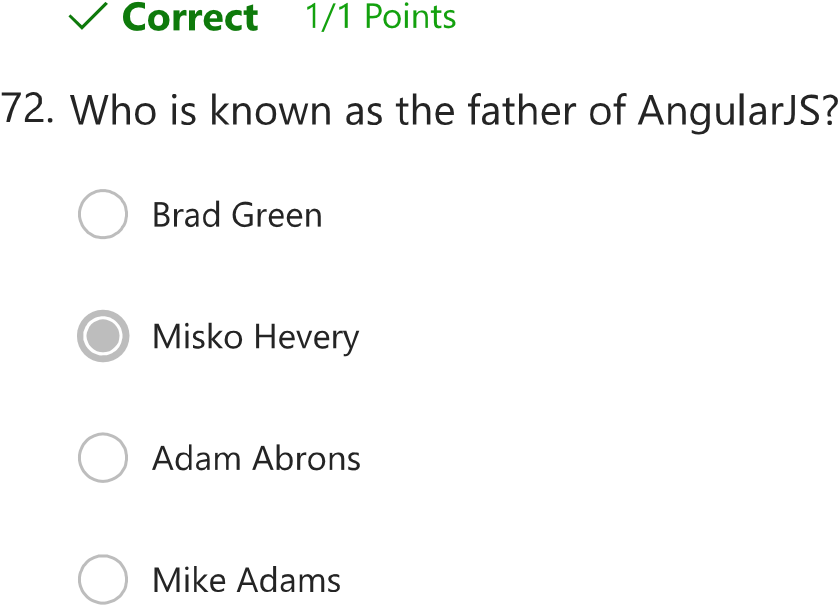 Correct 1/1 Points
72. Who is known as the father of AngularJS?
Brad Green
Misko Hevery
Adam Abrons
Mike Adams